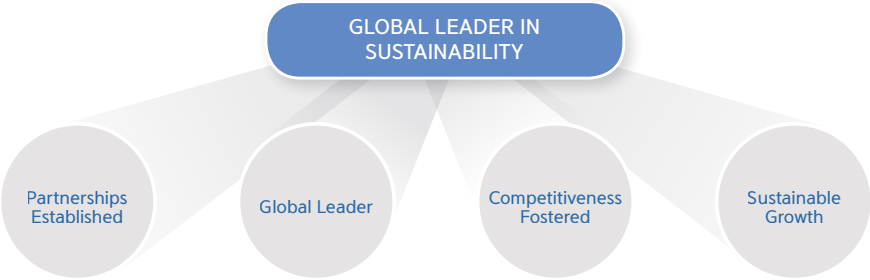 GLOBAL LEADER IN
SUSTAINABILITY
Partnerships
Established
Global Leader
Competitiveness
Fostered
Sustainable
Growth